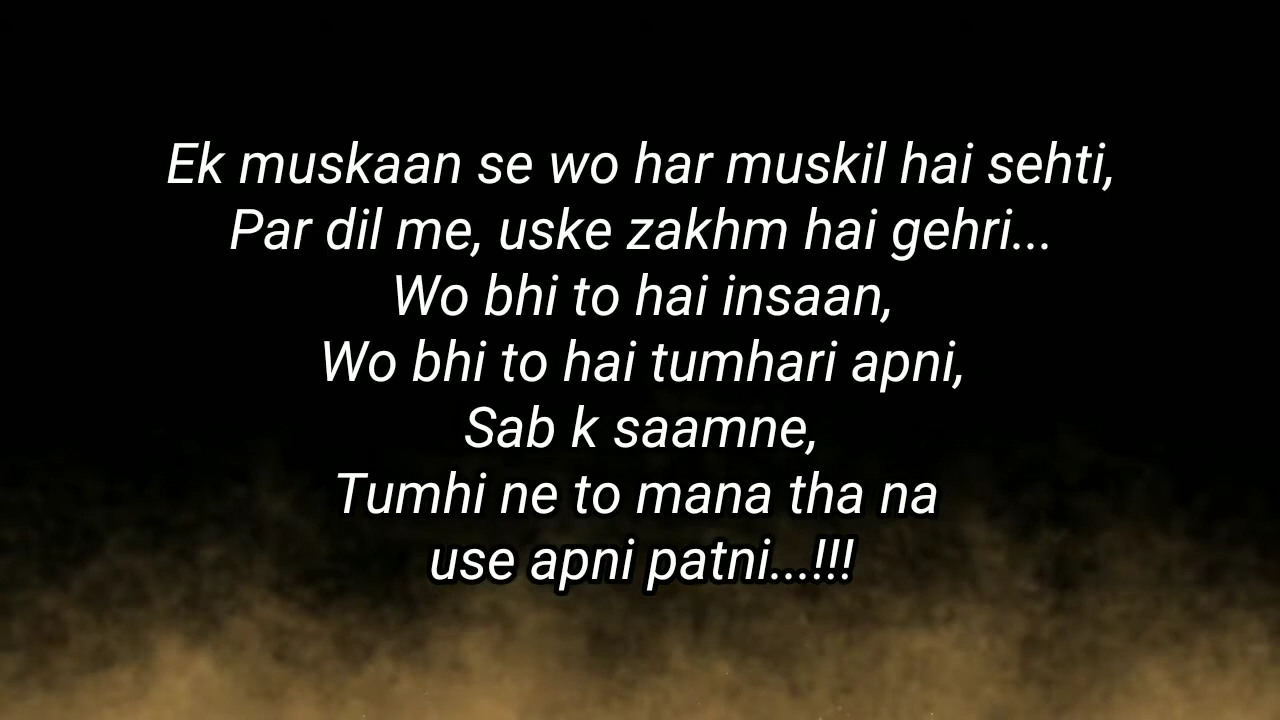 Ek muskaan se wo har muskil hai sehti,
Par dil me, uske zakhm hai gehri...
Wo bhi to hai insaan,
Wo bhi to hai tumhari apni,
Sab k saamne,
Tumhi ne to mana tha na
use apni patni...!!!